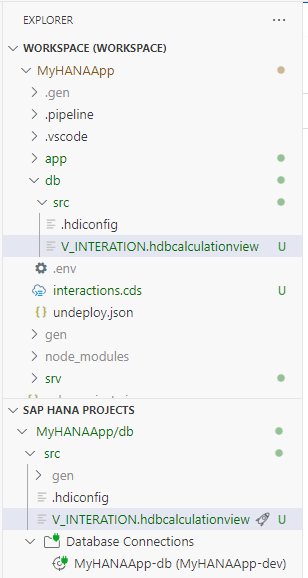 EXPLORER
WORKSPACE (WORKSPACE)
MyHANAApp
.gen
.pipeline
.vscode
app
db
src
.hdiconfig
V_INTERATION.hdbcalculationview U
.env
interactions.cds U
undeploy.json
gen
node_modules
srv
SAP HANA PROJECTS
MyHANAApp/db
src
gen
.hdiconfig
V_INTERATION.hdbcalculationview U
Database Connections
MyHANAApp-db (MyHANAApp-dev)